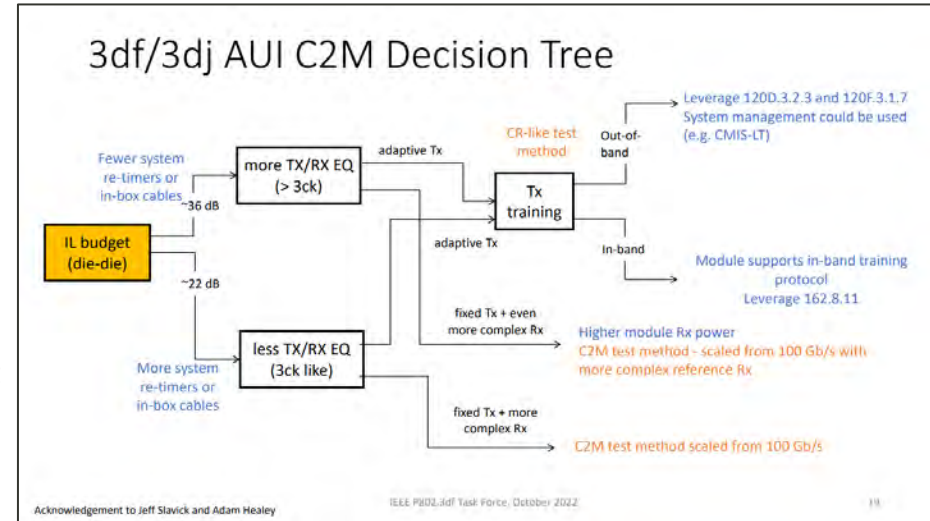 3df/3dj AUI C2M Decision Tree
Leverage 120D.3.2.3 and 120F.3.1.7
System management could be used
(e.g. CMIS-LT)
CR-like test
method
Out-of-
band
adaptive Tx
Fewer system
re-timers or
in-box cables
more TX/RX EQ
(> 3ck)
~36 dB
Tx
training
IL budget
(die-die)
adaptive Tx
In-band
~22 dB
Module supports in-band training
protocol
Leverage 162.8.11
fixed Tx + even
more complex Rx
Higher module Rx power
C2M test method - scaled from 100 Gb/s with
more complex reference Rx
less TX/RX EQ
(3ck like)
More system
re-timers or
in-box cables
fixed Tx + more
complex Rx
C2M test method scaled from 100 Gb/s
Acknowledgement to Jeff Slavick and Adam Healey
IEEE P802.3df Task Force, October 2022
19